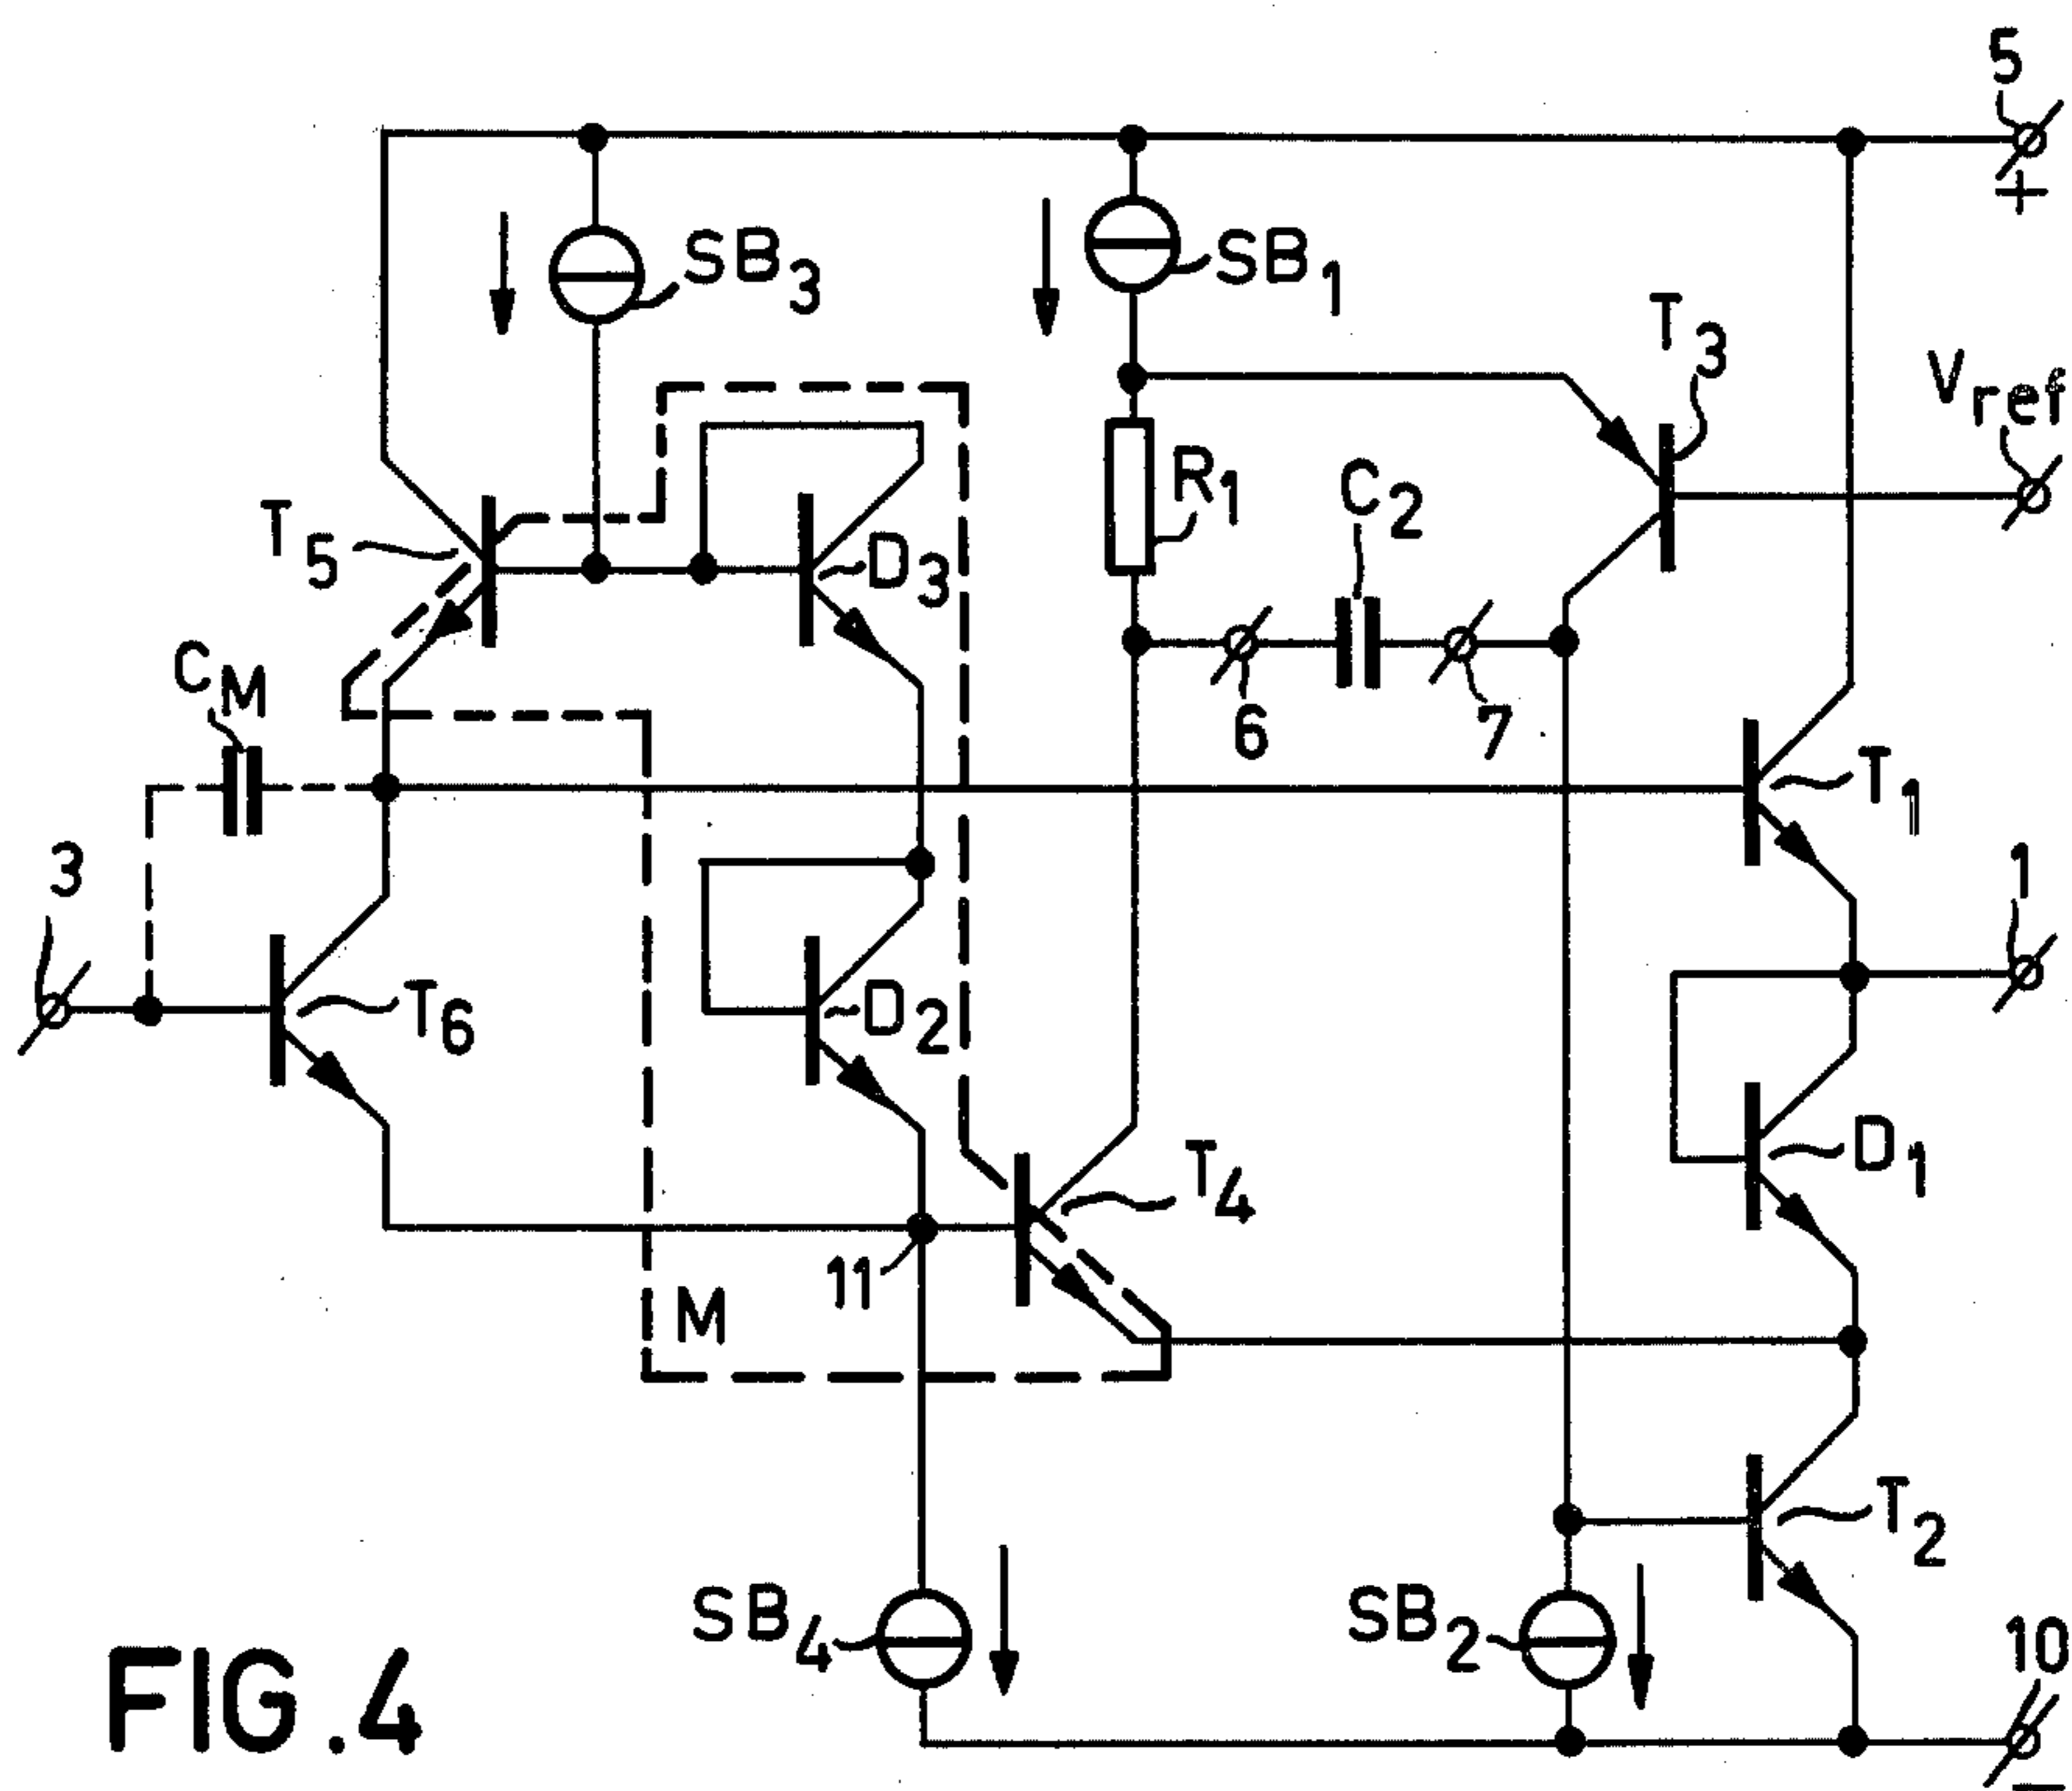 5
+
SB3
SB1
T3
Vref
R1
C2
T5
D3
CM
6
7
T1
3
1
T6
D2
T4
D1
11
M
T2
SB4
SB2
10
FIG.4